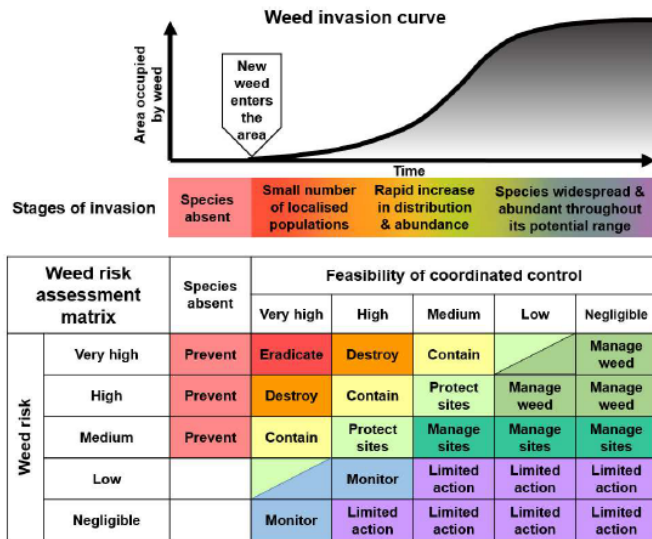 Weed invasion curve
Area occupied
by weed
New
weed
enters
the
area
Time
Stages of invasion
Species
absent
Small number
of localised
populations
Rapid increase
in distribution
& abundance
Species widespread &
abundant throughout
its potential range
Weed risk
assessment
matrix
Species
absent
Feasibility of coordinated control
Very high
High
Medium
Low
Negligible
Weed risk
Very high
Prevent
Eradicate
Destroy
Contain
Manage
weed
High
Prevent
Destroy
Contain
Protect
sites
Manage
weed
Manage
weed
Medium
Prevent
Contain
Protect
sites
Manage
sites
Manage
sites
Manage
sites
Low
Monitor
Limited
action
Limited
action
Limited
action
Negligible
Monitor
Limited
action
Limited
action
Limited
action
Limited
action